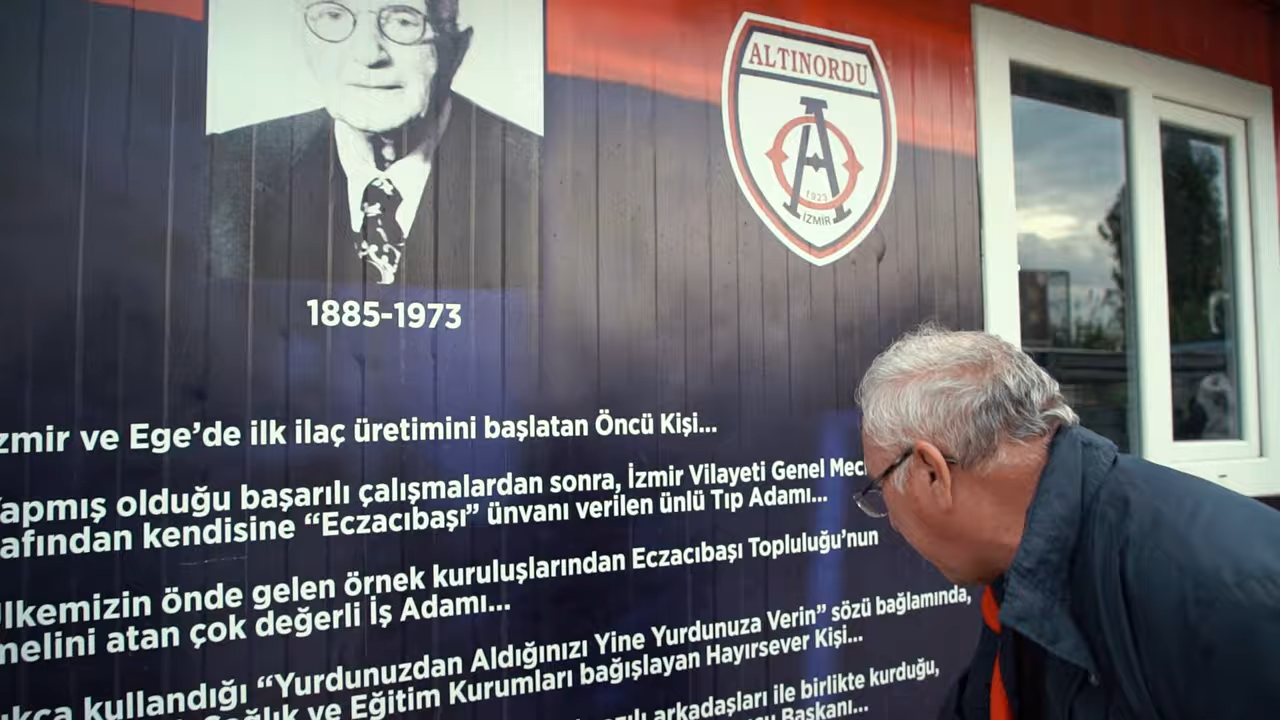 ALTINORDU
1923
İZMİR
1885-1973
zmir ve Ege’de ilk ilaç üretimini başlatan Öncü Kişi...
apmış olduğu başarılı çalışmalardan sonra, İzmir Vilayeti Genel Mec
afından kendisine “Eczacıbaşı” ünvanı verilen ünlü Tıp Adamı...
lkemizin önde gelen örnek kuruluşlarından Eczacıbaşı Topluluğu’nun
melini atan çok değerli İş Adamı...
kça kullandığı “Yurdunuzdan Aldığınızı Yine Yurdunuza Verin” sözü bağlamında,
Sağlık ve Eğitim Kurumları bağışlayan Hayırsever Kişi...
arkadaşları ile birlikte kurduğu,
Başkanı...